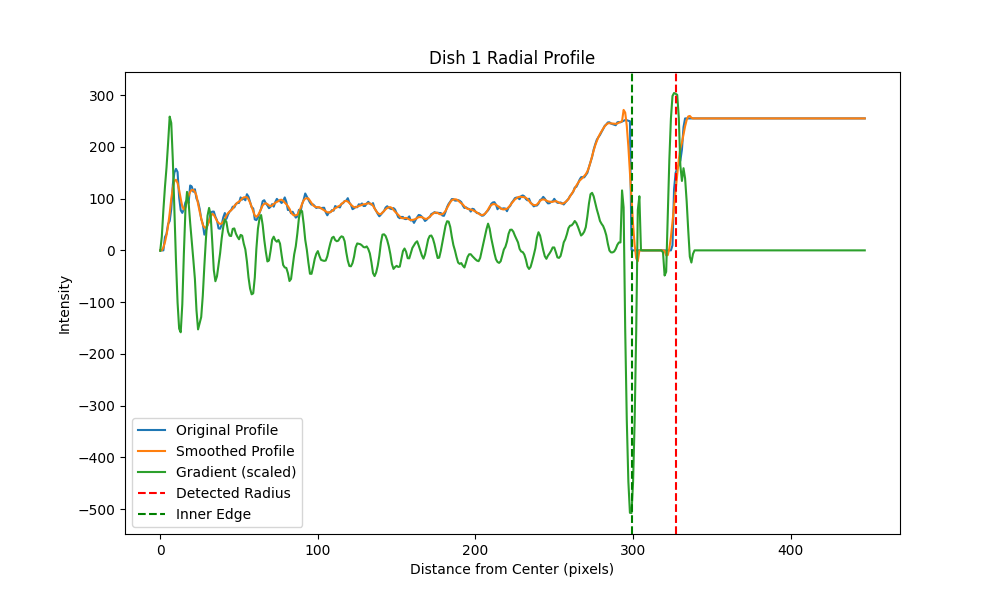 Dish 1 Radial Profile
300
200
100
0
−100
−200
−300
−400
−500
Intensity
Original Profile
Smoothed Profile
Gradient (scaled)
Detected Radius
Inner Edge
0 100 200 300 400
Distance from Center (pixels)